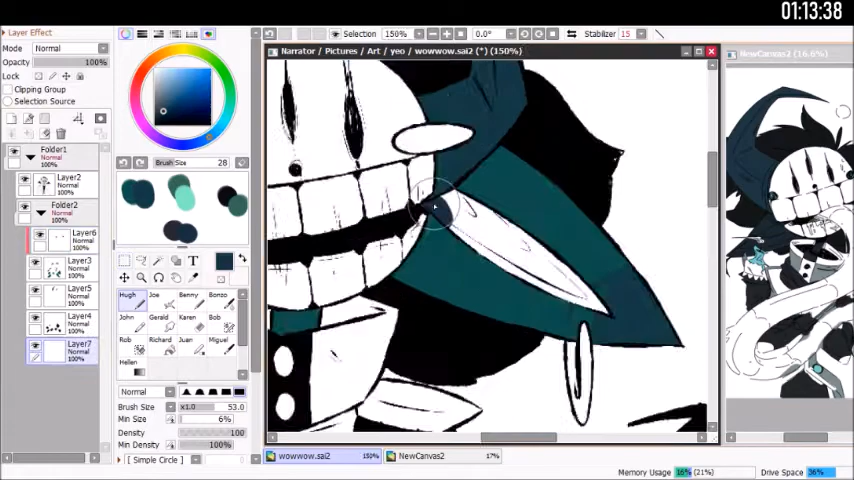 01:13:38
Layer Effect
Selection 150% 0.0° Stabilizer 15
Mode Normal
Opacity 100%
Lock
Clipping Group
Selection Source
Folder1
Normal
100%
Layer2
Normal
100%
Folder2
Normal
100%
Layer6
Normal
100%
Layer3
Normal
100%
Layer5
Normal
100%
Layer4
Normal
100%
Layer7
Normal
100%
Brush Size 28
T
Hugh Joe Benny Bonzo
John Gerald Karen Bob
Rob Richard Juan Miguel
Hellen
Normal
Brush Size x1.0 53.0
Min Size 6%
Density 100
Min Density 100%
[ Simple Circle ]
Narrator / Pictures / Art / yeo / wowwow.sai2 (*) (150%)
NewCanvas2 (16.6%)
wowwow.sai2 150%
NewCanvas2 17%
Memory Usage 16% (21%) Drive Space 36%